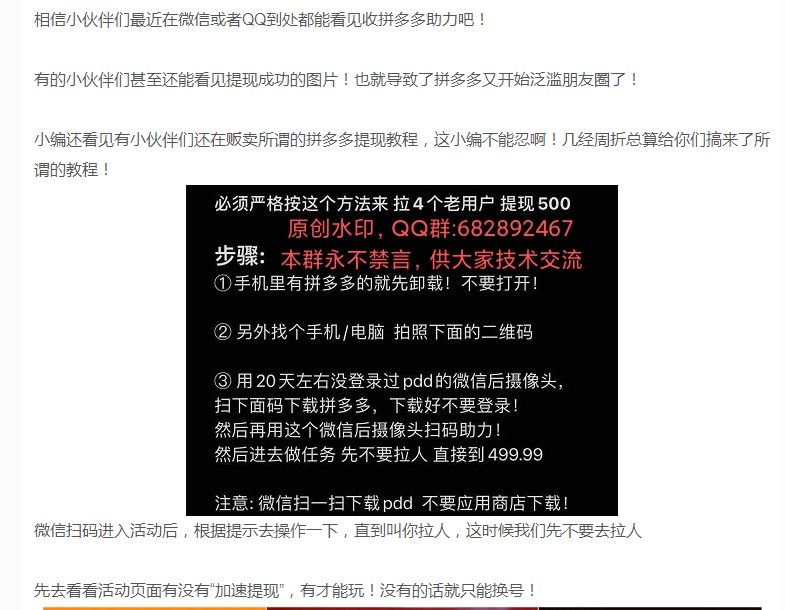 相信小伙伴们最近在微信或者QQ到处都能看见收拼多多助力吧！
有的小伙伴们甚至还能看见提现成功的图片！也就导致了拼多多又开始泛滥朋友圈了！
小编还看见有小伙伴们还在贩卖所谓的拼多多提现教程，这小编不能忍啊！几经周折总算给你们搞来了所
谓的教程！
必须严格按这个方法来 拉4个老用户 提现500
原创水印，QQ群:682892467
步骤:
本群永不禁言，供大家技术交流
①手机里有拼多多的就先卸载！不要打开！
② 另外找个手机/电脑 拍照下面的二维码
③ 用20天左右没登录过pdd的微信后摄像头，
扫下面码下载拼多多，下载好不要登录！
然后再用这个微信后摄像头扫码助力！
然后进去做任务 先不要拉人 直接到499.99
注意: 微信扫一扫下载pdd 不要应用商店下载！
微信扫码进入活动后，根据提示去操作一下，直到叫你拉人，这时候我们先不要去拉人
先去看看活动页面有没有“加速提现”，有才能玩！没有的话就只能换号！